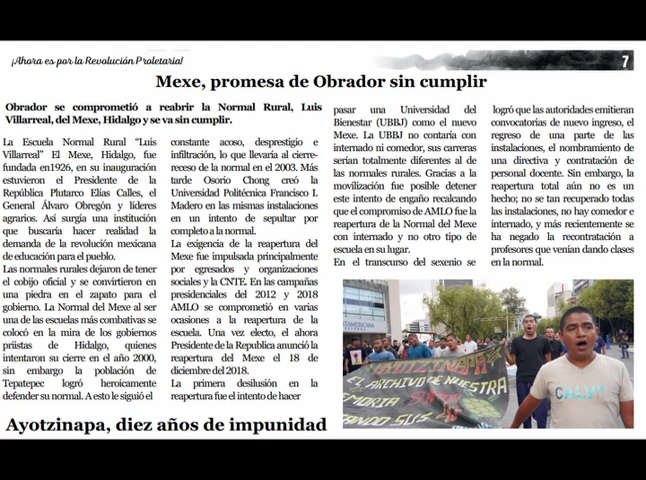 ¡Ahora es por la Revolución Proletaria!
7
Mexe, promesa de Obrador sin cumplir
Obrador se comprometió a reabrir la Normal Rural, Luis
Villarreal, del Mexe, Hidalgo y se va sin cumplir.
La Escuela Normal Rural “Luis
Villarreal” El Mexe, Hidalgo, fue
fundada en1926, en su inauguración
estuvieron el Presidente de la
República Plutarco Elías Calles, el
General Álvaro Obregón y líderes
agrarios. Así surgía una institución
que buscaría hacer realidad la
demanda de la revolución mexicana
de educación para el pueblo.
Las normales rurales dejaron de tener
el cobijo oficial y se convirtieron en
una piedra en el zapato para el
gobierno. La Normal del Mexe al ser
una de las escuelas más combativas se
colocó en la mira de los gobiernos
priistas de Hidalgo, quienes
intentaron su cierre en el año 2000,
sin embargo la población de
Tepatepec logró heroicamente
defender su normal. A esto le siguió el
constante acoso, desprestigio e
infiltración, lo que llevaría al cierre-
receso de la normal en el 2003. Más
tarde Osorio Chong creó la
Universidad Politécnica Francisco I.
Madero en las mismas instalaciones
en un intento de sepultar por
completo a la normal.
La exigencia de la reapertura del
Mexe fue impulsada principalmente
por egresados y organizaciones
sociales y la CNTE. En las campañas
presidenciales del 2012 y 2018
AMLO se comprometió en varias
ocasiones a la reapertura de la
escuela. Una vez electo, el ahora
Presidente de la Republica anunció la
reapertura del Mexe el 18 de
diciembre del 2018.
La primera desilusión en la
reapertura fue el intento de hacer
pasar una Universidad del
Bienestar (UBBJ) como el nuevo
Mexe. La UBBJ no contaría con
internado ni comedor, sus carreras
serían totalmente diferentes al de
las normales rurales. Gracias a la
movilización fue posible detener
este intento de engaño recalcando
que el compromiso de AMLO fue la
reapertura de la Normal del Mexe
con internado y no otro tipo de
escuela en su lugar.
En el transcurso del sexenio se
logró que las autoridades emitieran
convocatorias de nuevo ingreso, el
regreso de una parte de las
instalaciones, el nombramiento de
una directiva y contratación de
personal docente. Sin embargo, la
reapertura total aún no es un
hecho; no se tan recuperado todas
las instalaciones, no hay comedor e
internado, y más recientemente se
ha negado la recontratación a
profesores que venían dando clases
en la normal.
AYOTZINAPA
EL ARCHIVO DE NUESTRA
CALVI
Ayotzinapa, diez años de impunidad